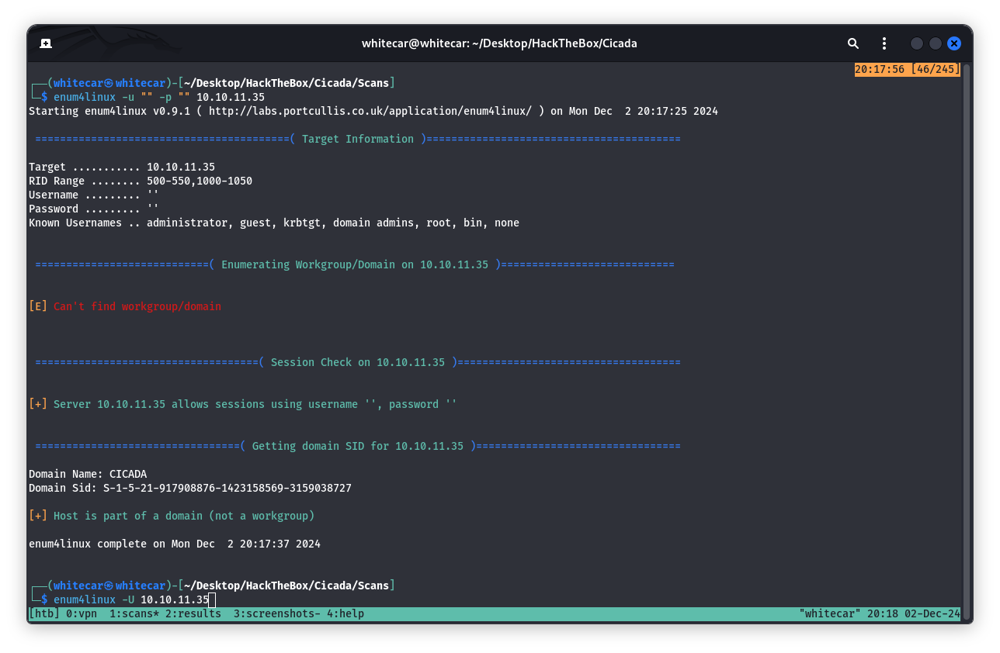 whitecar@whitecar: ~/Desktop/HackTheBox/Cicada
20:17:56 [46/245]
┌──(whitecar㉿whitecar)-[~/Desktop/HackTheBox/Cicada/Scans]
└─$ enum4linux -u "" -p "" 10.10.11.35
Starting enum4linux v0.9.1 ( http://labs.portcullis.co.uk/application/enum4linux/ ) on Mon Dec  2 20:17:25 2024
 =========================================( Target Information )=========================================
Target ........... 10.10.11.35
RID Range ........ 500-550,1000-1050
Username ......... ''
Password ......... ''
Known Usernames .. administrator, guest, krbtgt, domain admins, root, bin, none
 ============================( Enumerating Workgroup/Domain on 10.10.11.35 )============================
[E] Can't find workgroup/domain
 ====================================( Session Check on 10.10.11.35 )====================================
[+] Server 10.10.11.35 allows sessions using username '', password ''
 =================================( Getting domain SID for 10.10.11.35 )=================================
Domain Name: CICADA
Domain Sid: S-1-5-21-917908876-1423158569-3159038727
[+] Host is part of a domain (not a workgroup)
enum4linux complete on Mon Dec  2 20:17:37 2024
┌──(whitecar㉿whitecar)-[~/Desktop/HackTheBox/Cicada/Scans]
└─$ enum4linux -U 10.10.11.35
[htb] 0:vpn  1:scans* 2:results  3:screenshots- 4:help "whitecar" 20:18 02-Dec-24